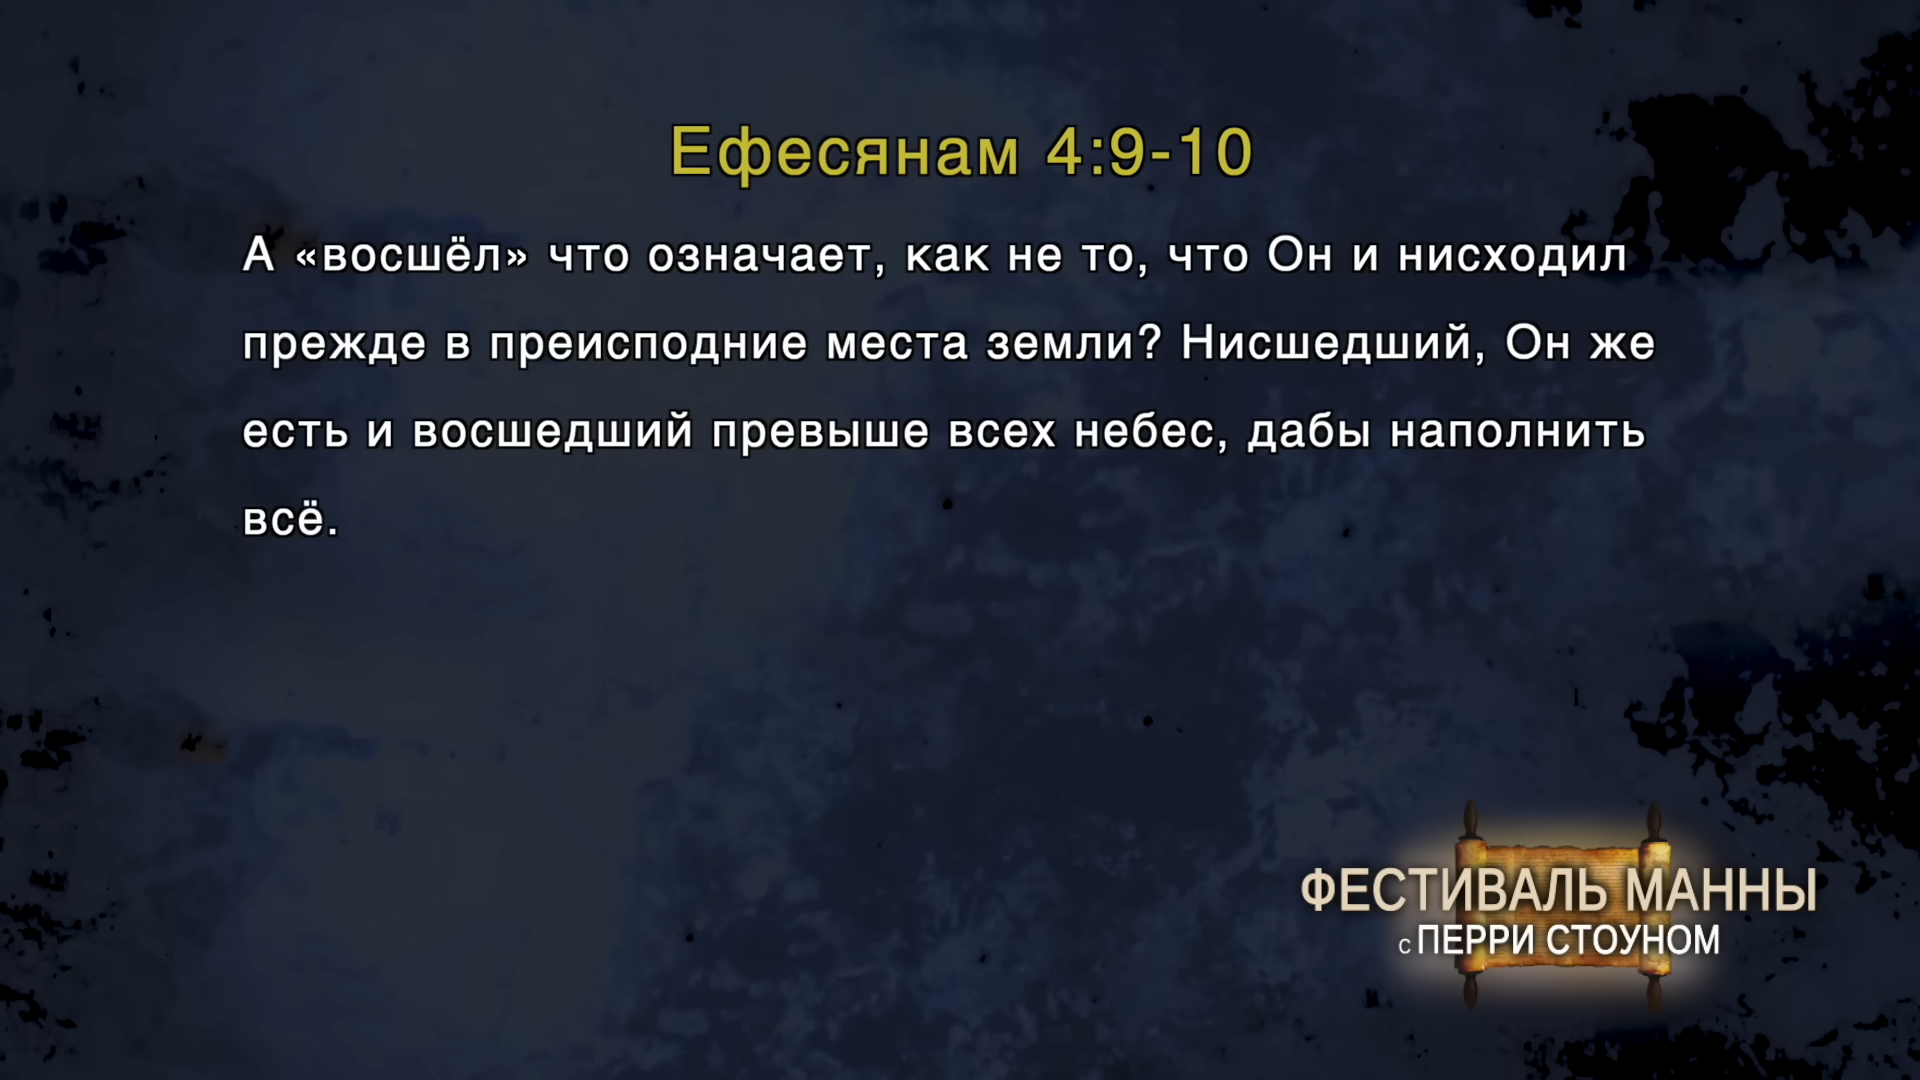 Ефесянам 4:9-10
А «восшёл» что означает, как не то, что Он и нисходил
прежде в преисподние места земли? Нисшедший, Он же
есть и восшедший превыше всех небес, дабы наполнить
всё.
ФЕСТИВАЛЬ МАННЫ
с ПЕРРИ СТОУНОМ